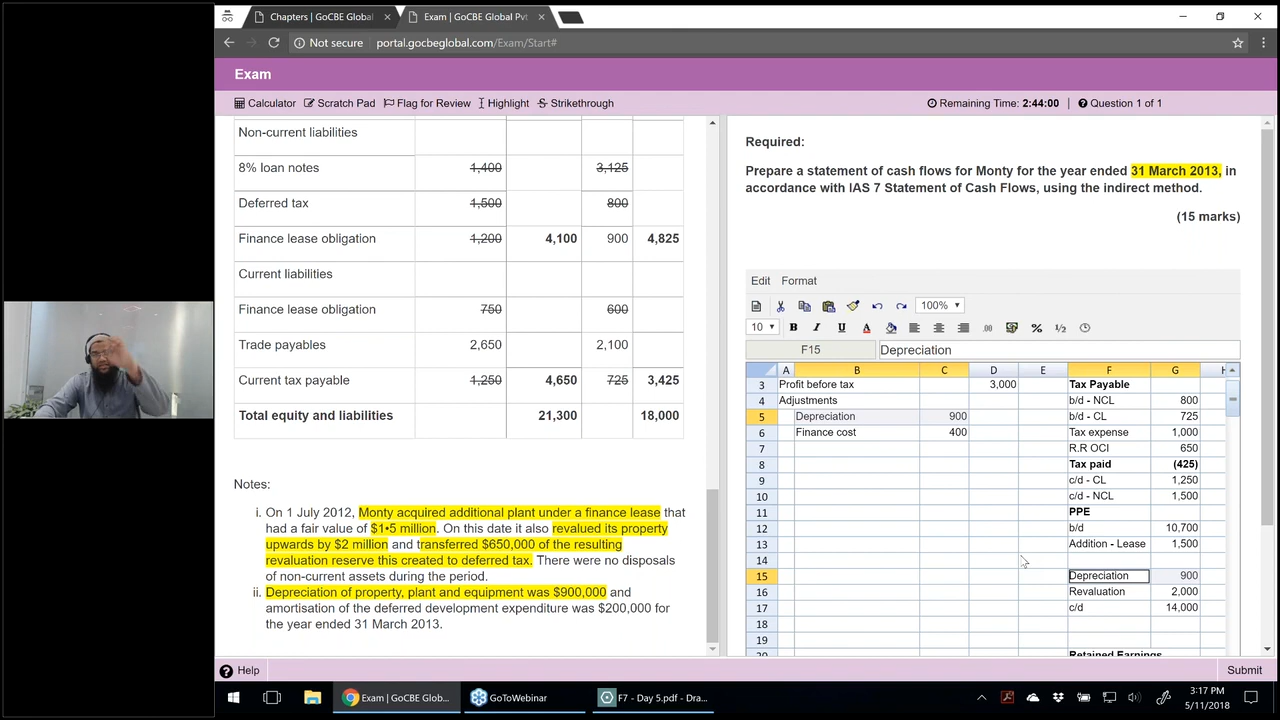 Chapters | GoCBE Global
Exam | GoCBE Global Pvt
Not secure portal.gocbeglobal.com/Exam/Start#
Exam
Calculator Scratch Pad Flag for Review Highlight Strikethrough
Remaining Time: 2:44:00 | Question 1 of 1
Non-current liabilities
8% loan notes 1,400 3,125
Deferred tax 1,500 800
Finance lease obligation 1,200 4,100 900 4,825
Current liabilities
Finance lease obligation 750 600
Trade payables 2,650 2,100
Current tax payable 1,250 4,650 725 3,425
Total equity and liabilities 21,300 18,000
Notes:
i. On 1 July 2012, Monty acquired additional plant under a finance lease that
had a fair value of $1•5 million. On this date it also revalued its property
upwards by $2 million and transferred $650,000 of the resulting
revaluation reserve this created to deferred tax. There were no disposals
of non-current assets during the period.
ii. Depreciation of property, plant and equipment was $900,000 and
amortisation of the deferred development expenditure was $200,000 for
the year ended 31 March 2013.
Required:
Prepare a statement of cash flows for Monty for the year ended 31 March 2013, in
accordance with IAS 7 Statement of Cash Flows, using the indirect method.
(15 marks)
Edit Format
100%
10 B I U A .00 % 1/2
F15 Depreciation
A B C D E F G H
3 Profit before tax 3,000 Tax Payable
4 Adjustments b/d - NCL 800
5 Depreciation 900 b/d - CL 725
6 Finance cost 400 Tax expense 1,000
7 R.R OCI 650
8 Tax paid (425)
9 c/d - CL 1,250
10 c/d - NCL 1,500
11 PPE
12 b/d 10,700
13 Addition - Lease 1,500
14
15 Depreciation 900
16 Revaluation 2,000
17 c/d 14,000
18
19
20 Retained Earnings
Help
Submit
Exam | GoCBE Glob...
GoToWebinar
F7 - Day 5.pdf - Dra...
3:17 PM
5/11/2018